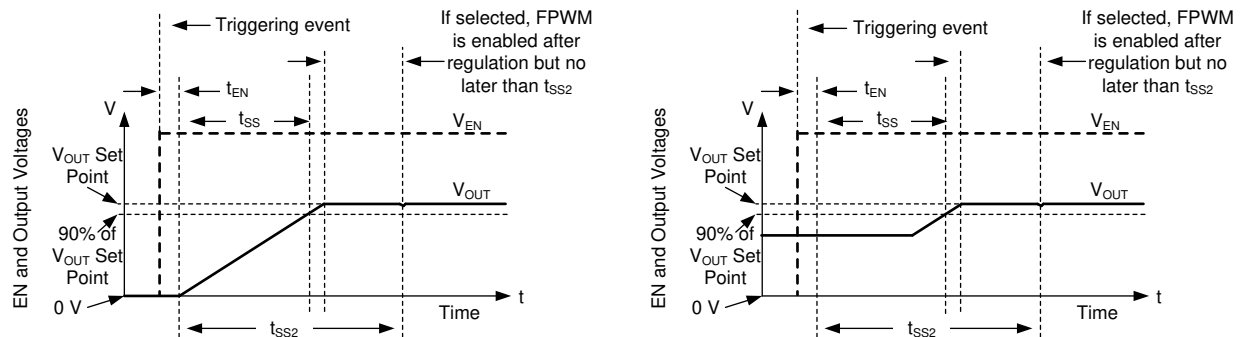 Triggering event
If selected, FPWM
is enabled after
regulation but no
later than tSS2
tEN
V
tSS
VEN
VOUT Set
Point
VOUT
90% of
VOUT Set
Point
0 V
t
Time
tSS2
EN and Output Voltages
Triggering event
If selected, FPWM
is enabled after
regulation but no
later than tSS2
tEN
V
tSS
VEN
VOUT Set
Point
VOUT
90% of
VOUT Set
Point
0 V
t
Time
tSS2
EN and Output Voltages